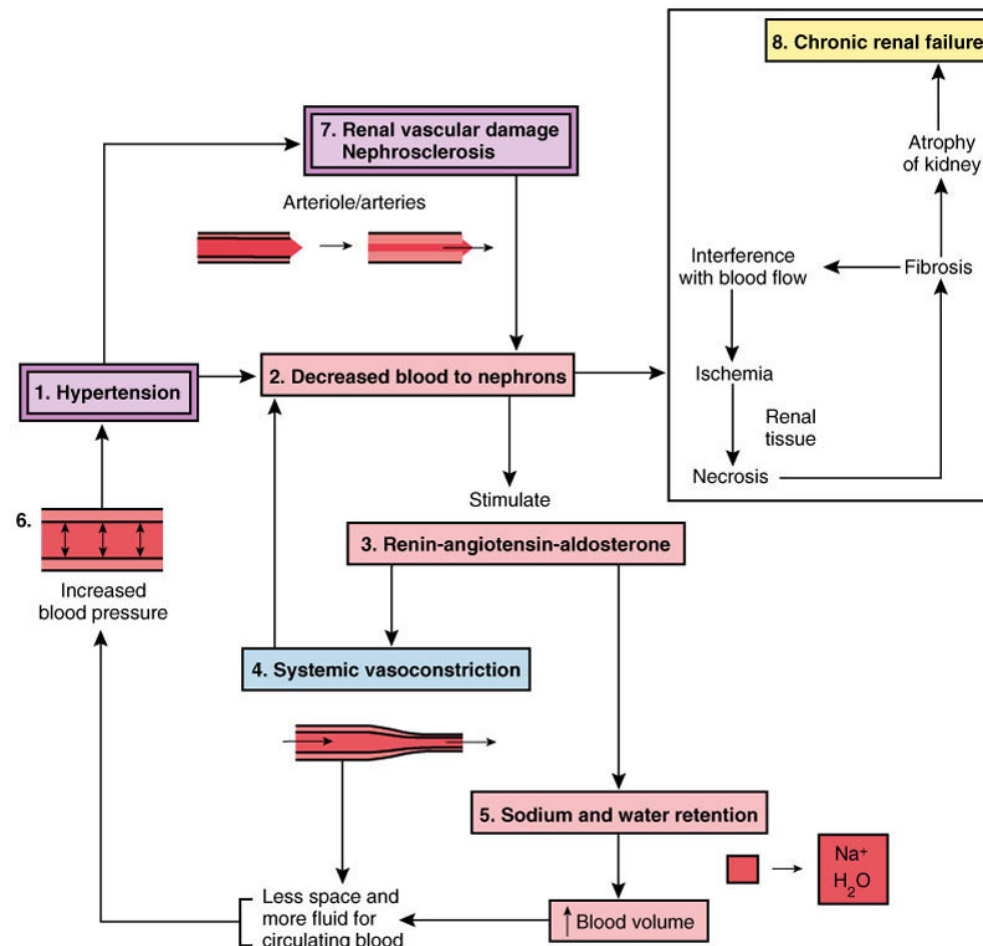 8. Chronic renal failure
7. Renal vascular damage
Nephrosclerosis
Atrophy
of kidney
Arteriole/arteries
Interference
with blood flow
Fibrosis
1. Hypertension
2. Decreased blood to nephrons
Ischemia
Renal
tissue
Necrosis
Stimulate
6.
3. Renin-angiotensin-aldosterone
Increased
blood pressure
4. Systemic vasoconstriction
5. Sodium and water retention
Na⁺
H₂O
Less space and
more fluid for
circulating blood
↑ Blood volume